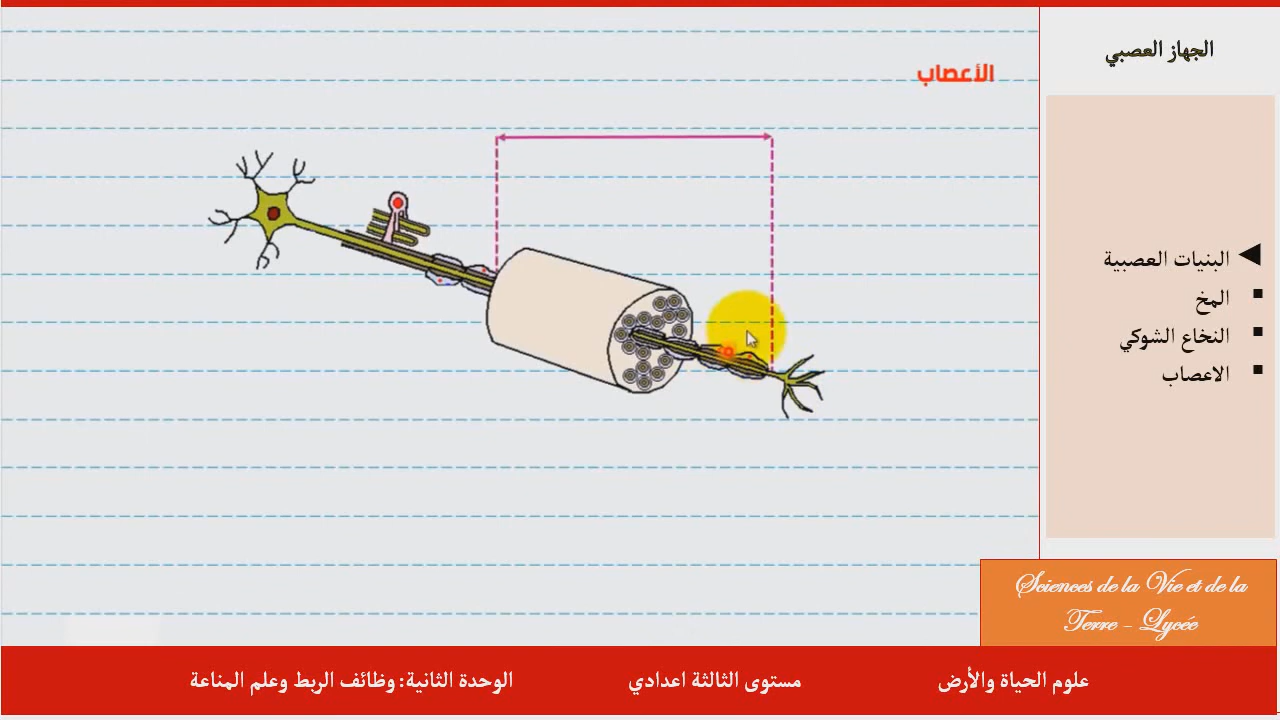 الجهاز العصبي
الأعصاب
البنيات العصبية
المخ
النخاع الشوكي
الاعصاب
Sciences de la Vie et de la
Terre – Lycée
علوم الحياة والأرض
مستوى الثالثة اعدادي
الوحدة الثانية: وظائف الربط وعلم المناعة